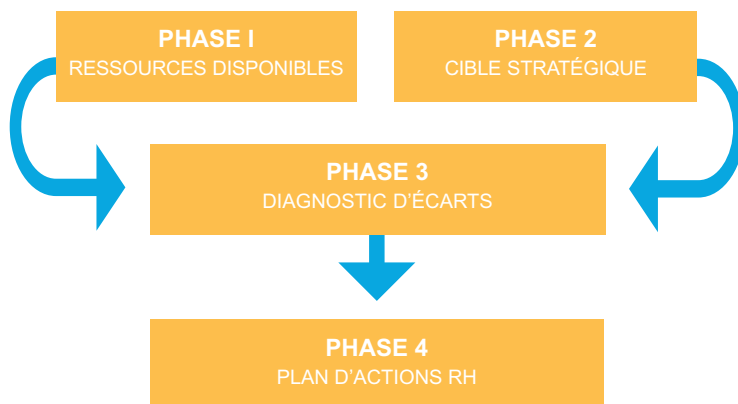 PHASE I
RESSOURCES DISPONIBLES
PHASE 2
CIBLE STRATÉGIQUE
PHASE 3
DIAGNOSTIC D'ÉCARTS
PHASE 4
PLAN D'ACTIONS RH